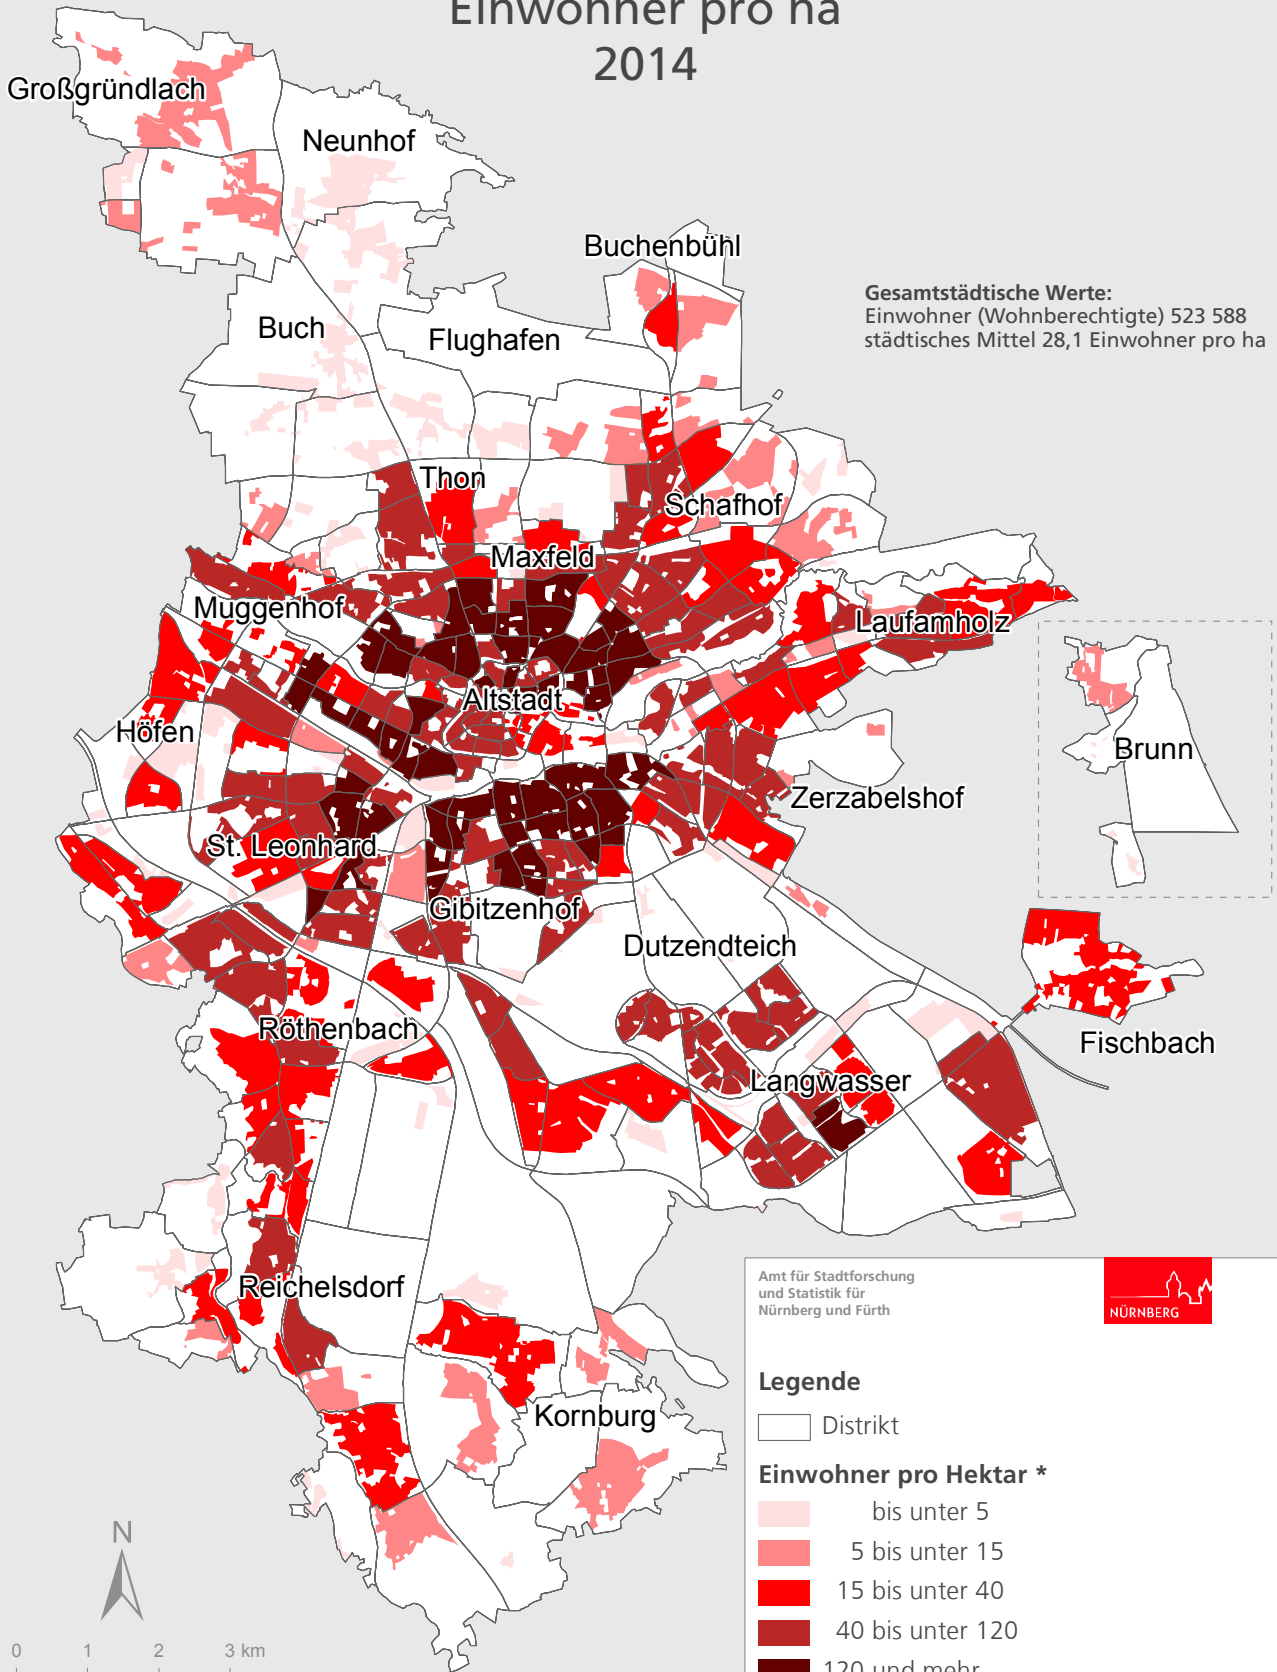 Einwohner pro ha
2014
Großgründlach
Neunhof
Buchenbühl
Gesamtstädtische Werte:
Einwohner (Wohnberechtigte) 523 588
städtisches Mittel 28,1 Einwohner pro ha
Buch
Flughafen
Thon
Schafhof
Maxfeld
Muggenhof
Laufamholz
Altstadt
Höfen
Brunn
Zerzabelshof
St. Leonhard
Gibitzenhof
Dutzendteich
Röthenbach
Fischbach
Langwasser
Reichelsdorf
Kornburg
Amt für Stadtforschung
und Statistik für
Nürnberg und Fürth
NÜRNBERG
Legende
Distrikt
Einwohner pro Hektar *
bis unter 5
5 bis unter 15
15 bis unter 40
40 bis unter 120
120 und mehr
N
0 1 2 3 km